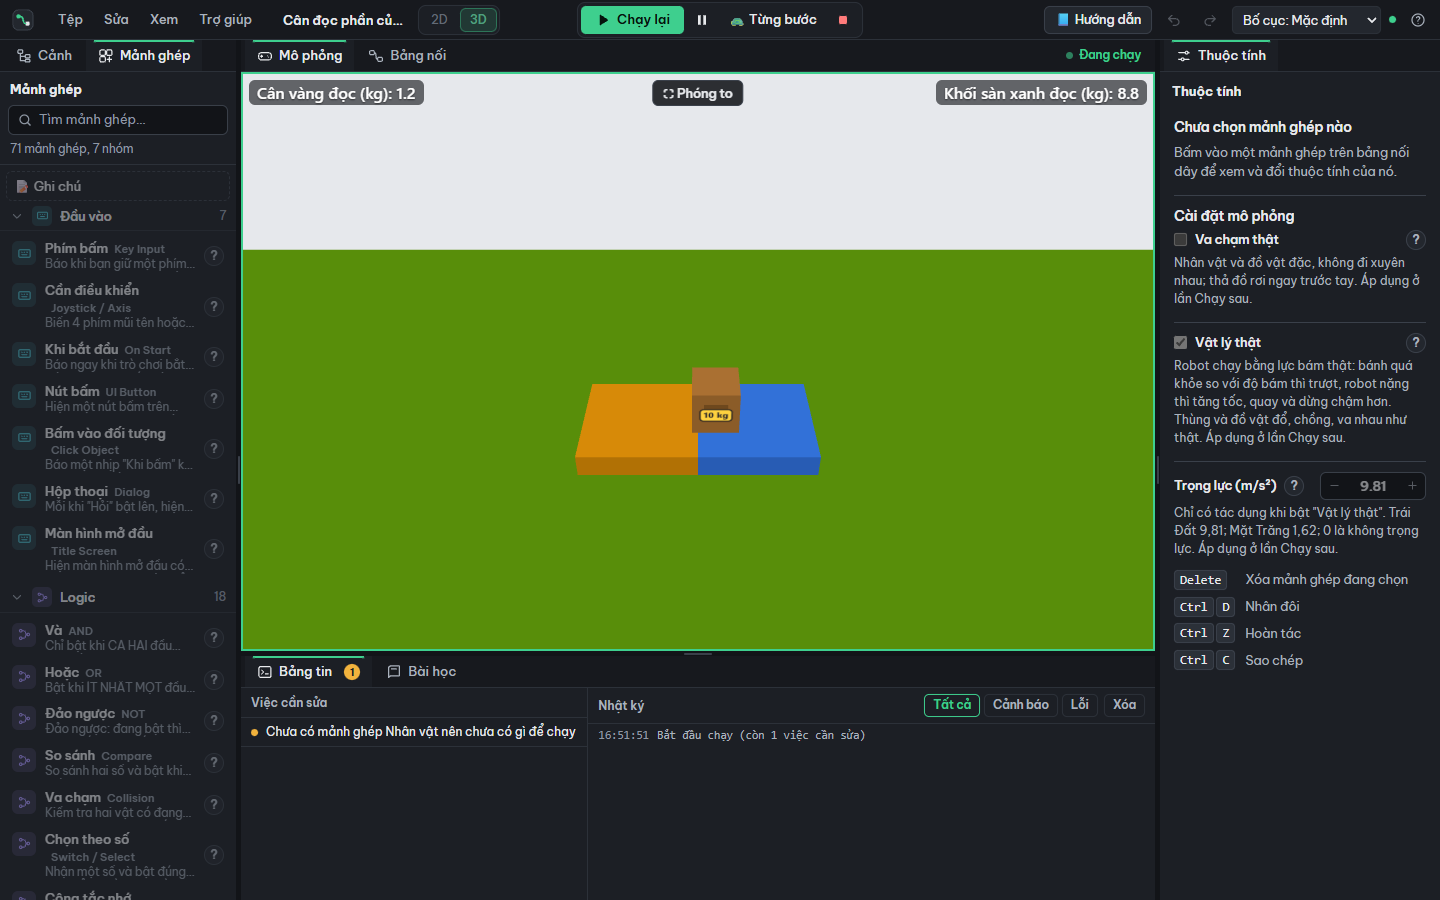 Tệp Sửa Xem Trợ giúp Cân đọc phần củ... 2D 3D Chạy lại Từng bước Hướng dẫn Bố cục: Mặc định
Cảnh Mảnh ghép
Mảnh ghép
Tìm mảnh ghép...
71 mảnh ghép, 7 nhóm
Ghi chú
Đầu vào 7
Phím bấm Key Input ?
Báo khi bạn giữ một phím...
Cần điều khiển
Joystick / Axis ?
Biến 4 phím mũi tên hoặc...
Khi bắt đầu On Start ?
Báo ngay khi trò chơi bắt...
Nút bấm UI Button ?
Hiện một nút bấm trên...
Bấm vào đối tượng
Click Object ?
Báo một nhịp "Khi bấm" k...
Hộp thoại Dialog ?
Mỗi khi "Hỏi" bật lên, hiện...
Màn hình mở đầu
Title Screen ?
Hiện màn hình mở đầu có...
Logic 18
Và AND ?
Chỉ bật khi CẢ HAI đầu...
Hoặc OR ?
Bật khi ÍT NHẤT MỘT đầu...
Đảo ngược NOT ?
Đảo ngược: đang bật thì...
So sánh Compare ?
So sánh hai số và bật khi...
Va chạm Collision ?
Kiểm tra hai vật có đang...
Chọn theo số
Switch / Select ?
Nhận một số và bật đúng...
Công tắc nhớ
Mô phỏng Bảng nối Đang chạy
Cân vàng đọc (kg): 1.2 Phóng to Khối sàn xanh đọc (kg): 8.8
10 kg
Bảng tin 1 Bài học
Việc cần sửa
Chưa có mảnh ghép Nhân vật nên chưa có gì để chạy
Nhật ký Tất cả Cảnh báo Lỗi Xóa
16:51:51 Bắt đầu chạy (còn 1 việc cần sửa)
Thuộc tính
Thuộc tính
Chưa chọn mảnh ghép nào
Bấm vào một mảnh ghép trên bảng nối
dây để xem và đổi thuộc tính của nó.
Cài đặt mô phỏng
Va chạm thật ?
Nhân vật và đồ vật đặc, không đi xuyên
nhau; thả đồ rơi ngay trước tay. Áp dụng ở
lần Chạy sau.
Vật lý thật ?
Robot chạy bằng lực bám thật: bánh quá
khỏe so với độ bám thì trượt, robot nặng
thì tăng tốc, quay và dừng chậm hơn.
Thùng và đồ vật đổ, chồng, va nhau như
thật. Áp dụng ở lần Chạy sau.
Trọng lực (m/s²) ? − 9.81 +
Chỉ có tác dụng khi bật "Vật lý thật". Trái
Đất 9,81; Mặt Trăng 1,62; 0 là không trọng
lực. Áp dụng ở lần Chạy sau.
Delete Xóa mảnh ghép đang chọn
Ctrl D Nhân đôi
Ctrl Z Hoàn tác
Ctrl C Sao chép